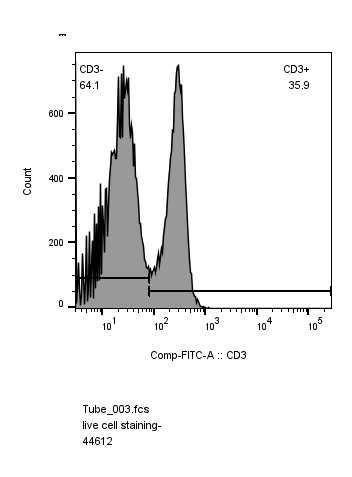 CD3-
64.1
CD3+
35.9
600
400
200
0
Count
10^1
10^2
10^3
10^4
10^5
Comp-FITC-A :: CD3
Tube_003.fcs
live cell staining-
44612